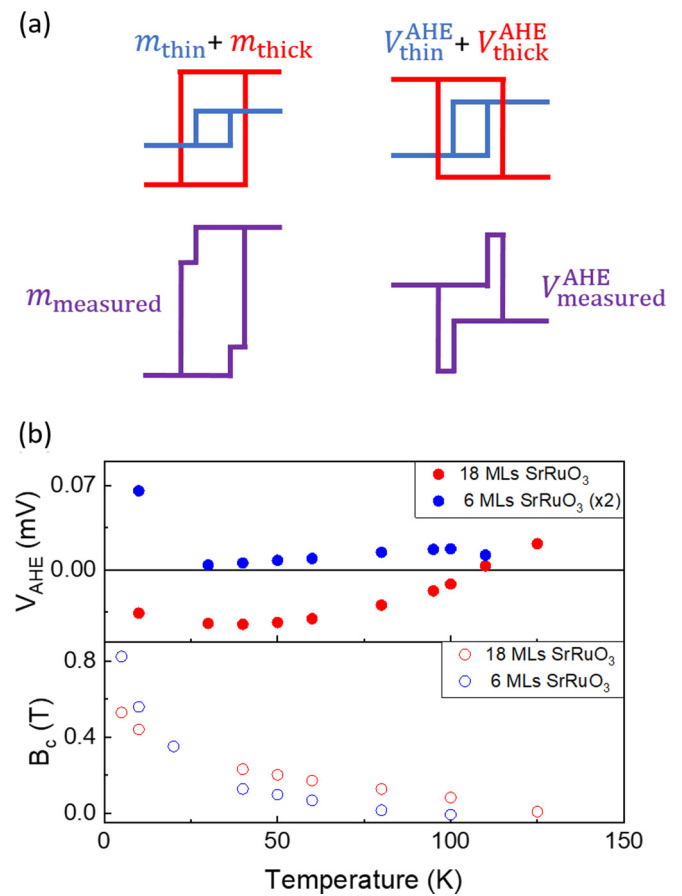 (a)
m_thin + m_thick
V_thin^AHE + V_thick^AHE
m_measured
V_measured^AHE
(b)
18 MLs SrRuO₃
6 MLs SrRuO₃ (x2)
0.07
0.00
V_AHE (mV)
18 MLs SrRuO₃
6 MLs SrRuO₃
0.8
0.4
0.0
B_c (T)
0 50 100 150
Temperature (K)